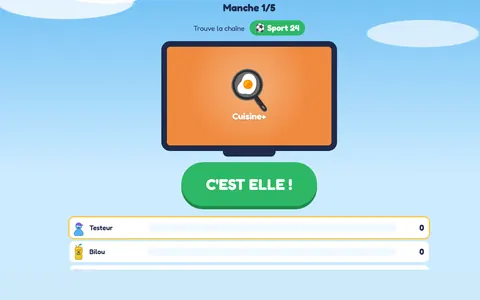 Manche 1/5
Trouve la chaîne ⚽ Sport 24
Cuisine+
C'EST ELLE !
Testeur 0
Bilou 0